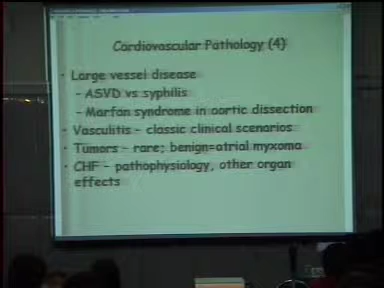 Cardiovascular Pathology (4)
• Large vessel disease
– ASVD vs syphilis
– Marfan syndrome in aortic dissection
• Vasculitis – classic clinical scenarios
• Tumors – rare; benign=atrial myxoma
• CHF – pathophysiology, other organ
effects